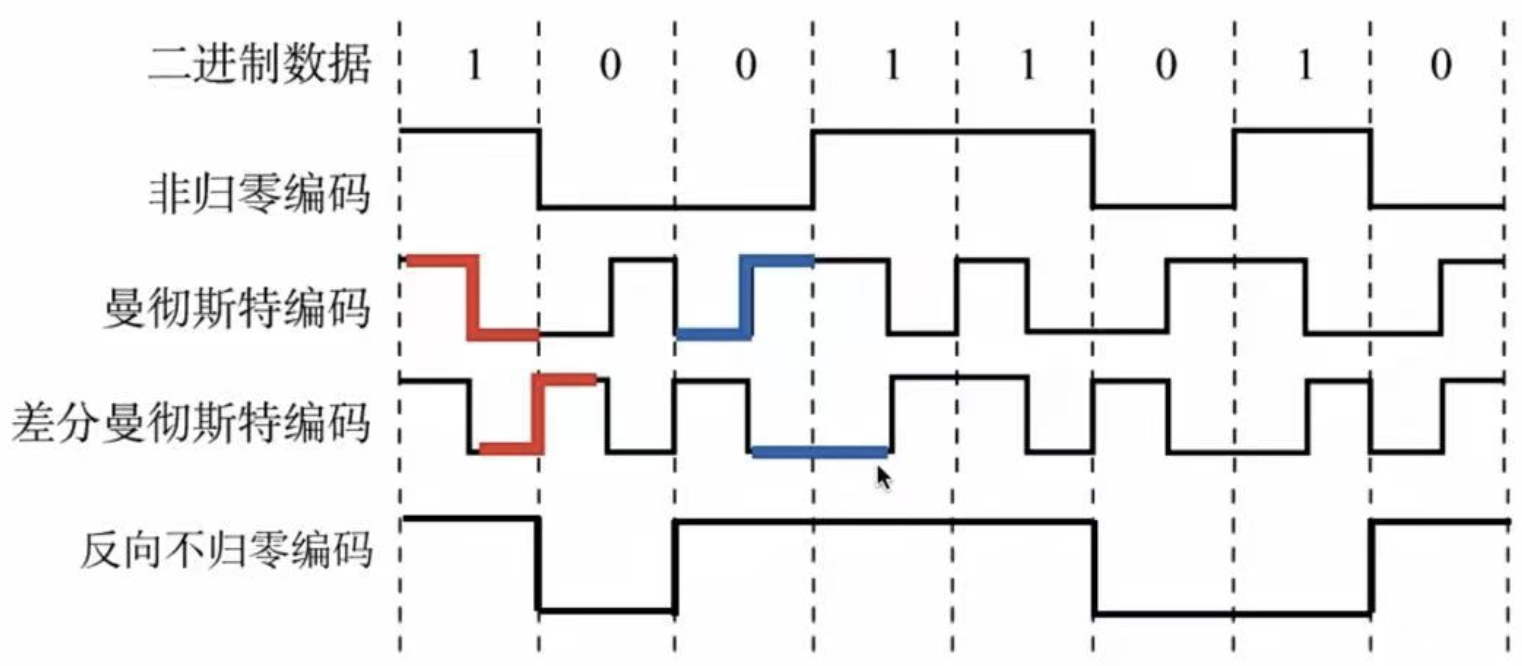 二进制数据 1 0 0 1 1 0 1 0
非归零编码
曼彻斯特编码
差分曼彻斯特编码
反向不归零编码